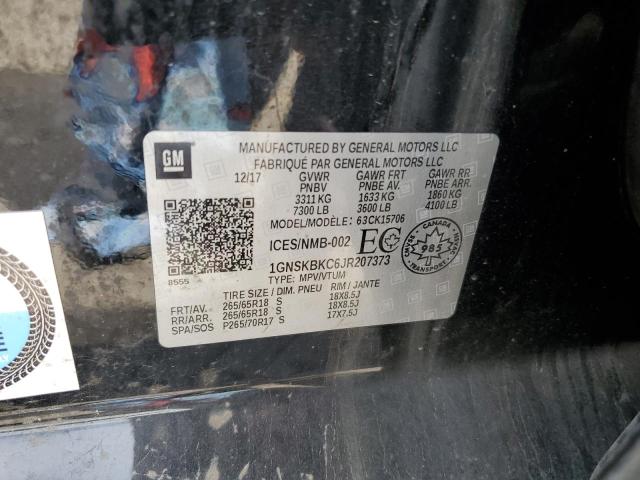 GM
MANUFACTURED BY GENERAL MOTORS LLC
FABRIQUÉ PAR GENERAL MOTORS LLC
12/17 GVWR GAWR FRT GAWR RR
PNBV PNBE AV. PNBE ARR.
3311 KG 1633 KG 1860 KG
7300 LB 3600 LB 4100 LB
MODEL/MODÈLE: 63CK15706
ICES/NMB-002 EC
CANADA
985
TRANSPORT
8555
1GNSKBKC6JR207373
TYPE: MPV/VTUM
TIRE SIZE / DIM. PNEU RIM / JANTE
FRT/AV. 265/65R18 S 18X8.5J
RR/ARR. 265/65R18 S 18X8.5J
SPA/SOS P265/70R17 S 17X7.5J